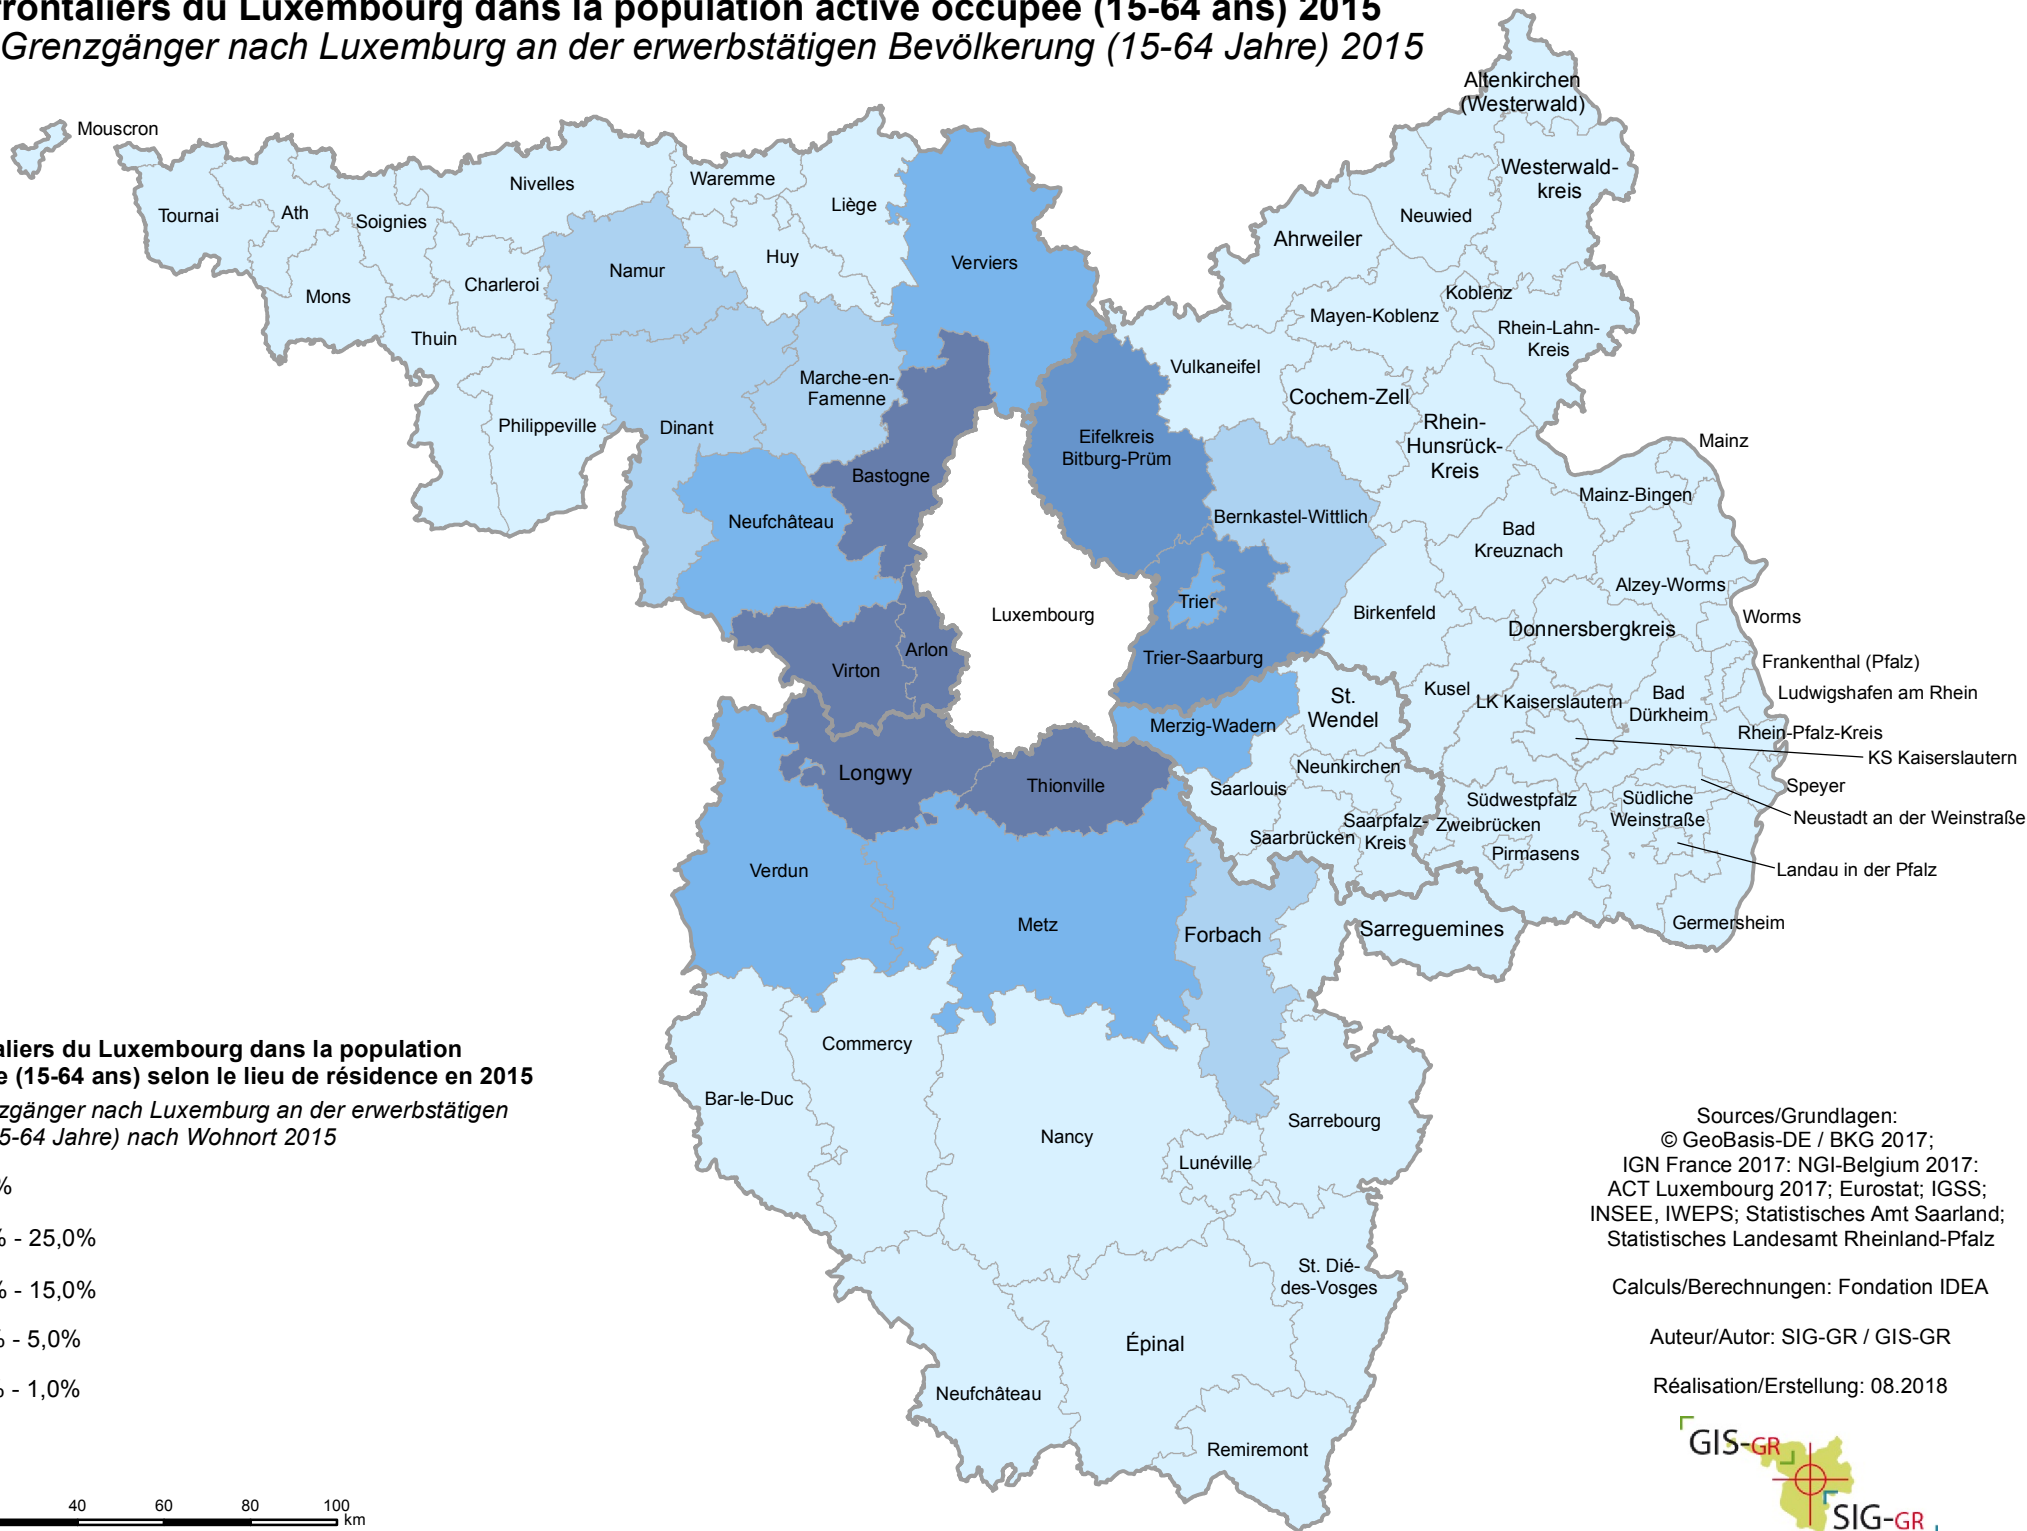 rontaliers du Luxembourg dans la population active occupée (15-64 ans) 2015
Grenzgänger nach Luxemburg an der erwerbstätigen Bevölkerung (15-64 Jahre) 2015
Altenkirchen
(Westerwald)
Mouscron
Westerwald-
kreis
Nivelles
Waremme
Liège
Tournai
Ath
Soignies
Neuwied
Ahrweiler
Huy
Verviers
Namur
Charleroi
Mons
Koblenz
Mayen-Koblenz
Rhein-Lahn-
Kreis
Thuin
Vulkaneifel
Marche-en-
Famenne
Cochem-Zell
Philippeville
Dinant
Rhein-
Hunsrück-
Kreis
Eifelkreis
Bitburg-Prüm
Mainz
Bastogne
Mainz-Bingen
Neufchâteau
Bernkastel-Wittlich
Bad
Kreuznach
Alzey-Worms
Trier
Luxembourg
Birkenfeld
Worms
Donnersbergkreis
Arlon
Virton
Trier-Saarburg
Frankenthal (Pfalz)
Kusel
LK Kaiserslautern
Bad
Dürkheim
Ludwigshafen am Rhein
St.
Wendel
Merzig-Wadern
Rhein-Pfalz-Kreis
KS Kaiserslautern
Longwy
Thionville
Neunkirchen
Saarlouis
Speyer
Südwestpfalz
Südliche
Weinstraße
Neustadt an der Weinstraße
Zweibrücken
Saarpfalz-
Kreis
Saarbrücken
Pirmasens
Landau in der Pfalz
Verdun
Metz
Forbach
Sarreguemines
Germersheim
Commercy
Bar-le-Duc
Nancy
Sarrebourg
Lunéville
St. Dié-
des-Vosges
Épinal
Neufchâteau
Remiremont
aliers du Luxembourg dans la population
e (15-64 ans) selon le lieu de résidence en 2015
zgänger nach Luxemburg an der erwerbstätigen
5-64 Jahre) nach Wohnort 2015
%
% - 25,0%
% - 15,0%
% - 5,0%
% - 1,0%
40 60 80 100
km
Sources/Grundlagen:
© GeoBasis-DE / BKG 2017;
IGN France 2017: NGI-Belgium 2017:
ACT Luxembourg 2017; Eurostat; IGSS;
INSEE, IWEPS; Statistisches Amt Saarland;
Statistisches Landesamt Rheinland-Pfalz
Calculs/Berechnungen: Fondation IDEA
Auteur/Autor: SIG-GR / GIS-GR
Réalisation/Erstellung: 08.2018
GIS-GR
SIG-GR